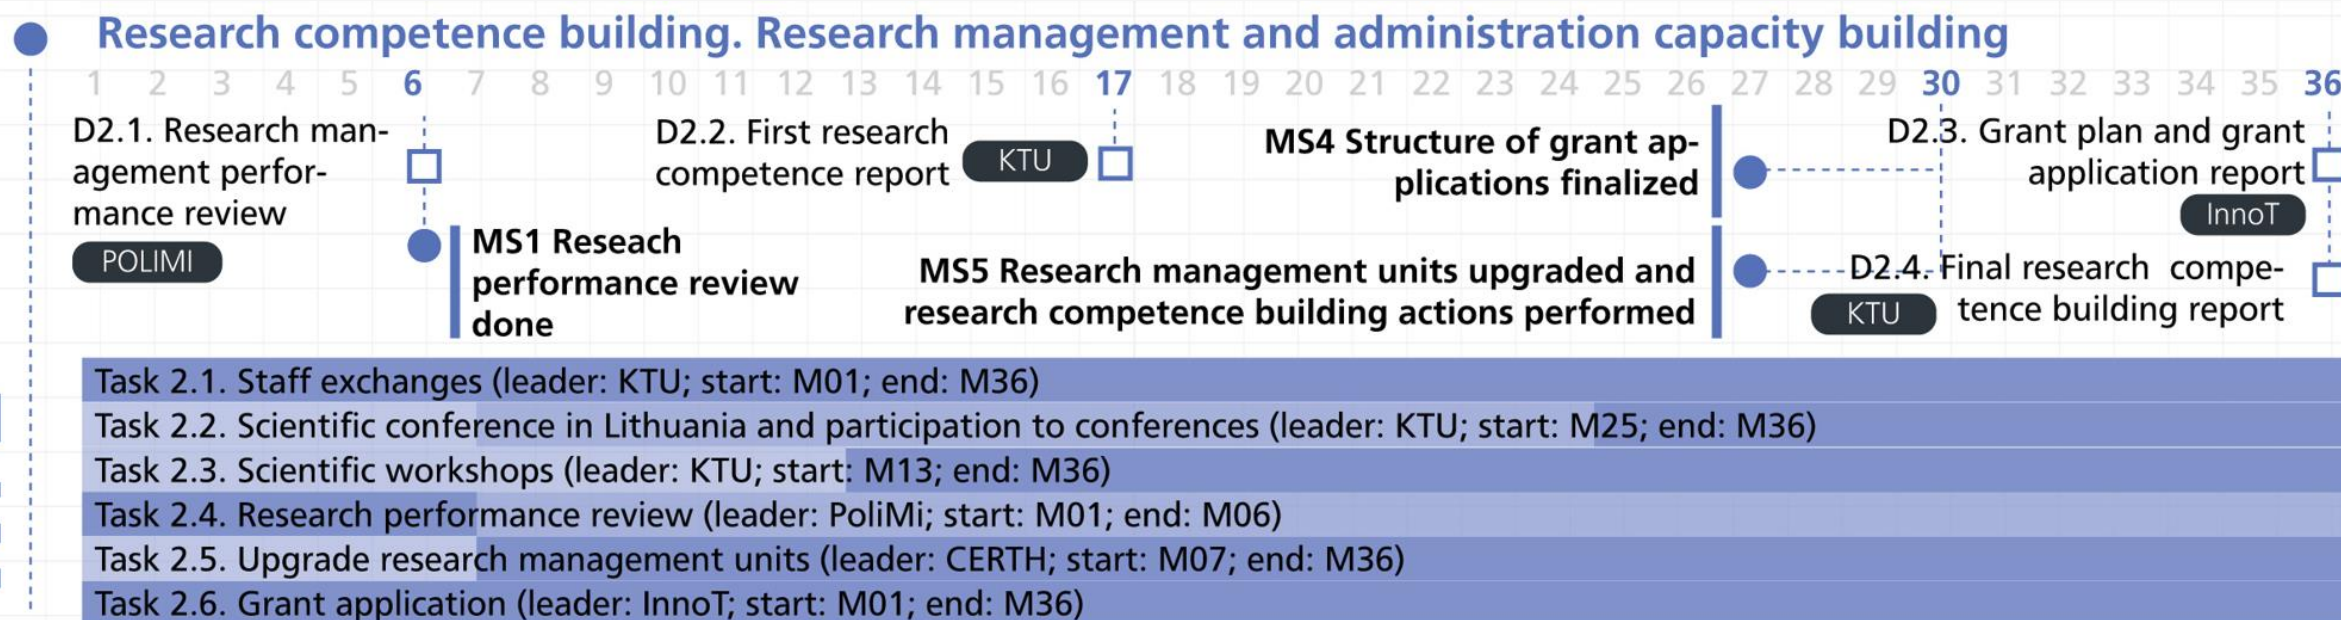 Research competence building. Research management and administration capacity building
1 2 3 4 5 6 7 8 9 10 11 12 13 14 15 16 17 18 19 20 21 22 23 24 25 26 27 28 29 30 31 32 33 34 35 36
D2.1. Research man-
agement perfor-
mance review
POLIMI
MS1 Reseach
performance review
done
D2.2. First research
competence report
KTU
MS4 Structure of grant ap-
plications finalized
MS5 Research management units upgraded and
research competence building actions performed
D2.3. Grant plan and grant
application report
InnoT
D2.4. Final research compe-
tence building report
KTU
Task 2.1. Staff exchanges (leader: KTU; start: M01; end: M36)
Task 2.2. Scientific conference in Lithuania and participation to conferences (leader: KTU; start: M25; end: M36)
Task 2.3. Scientific workshops (leader: KTU; start: M13; end: M36)
Task 2.4. Research performance review (leader: PoliMi; start: M01; end: M06)
Task 2.5. Upgrade research management units (leader: CERTH; start: M07; end: M36)
Task 2.6. Grant application (leader: InnoT; start: M01; end: M36)